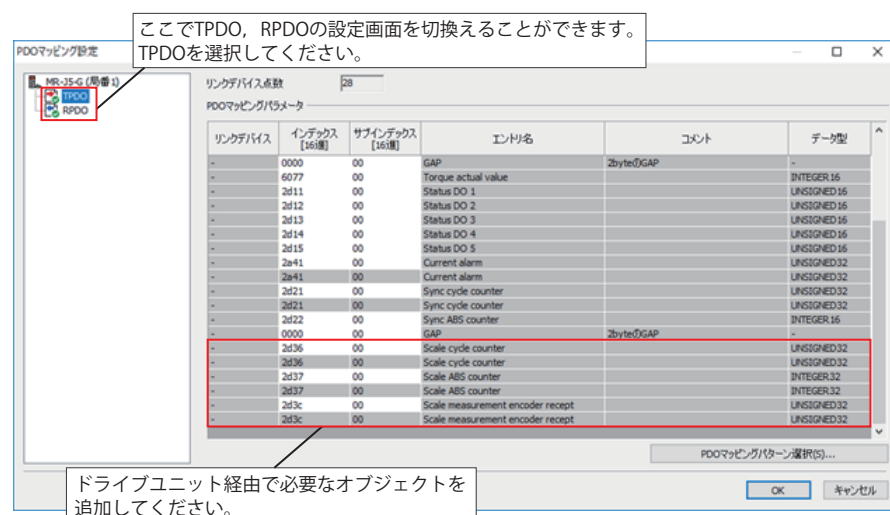 ここでTPDO，RPDOの設定画面を切換えることができます。
TPDOを選択してください。
PDOマッピング設定
MR-J5-G (局番1)
TPDO
RPDO
リンクデバイス点数 28
PDOマッピングパラメータ
リンクデバイス インデックス [16進] サブインデックス [16進] エントリ名 コメント データ型
- 0000 00 GAP 2byteのGAP -
- 6077 00 Torque actual value INTEGER16
- 2d11 00 Status DO 1 UNSIGNED16
- 2d12 00 Status DO 2 UNSIGNED16
- 2d13 00 Status DO 3 UNSIGNED16
- 2d14 00 Status DO 4 UNSIGNED16
- 2d15 00 Status DO 5 UNSIGNED16
- 2a41 00 Current alarm UNSIGNED32
- 2a41 00 Current alarm UNSIGNED32
- 2d21 00 Sync cycle counter UNSIGNED32
- 2d21 00 Sync cycle counter UNSIGNED32
- 2d22 00 Sync ABS counter INTEGER16
- 0000 00 GAP 2byteのGAP -
- 2d36 00 Scale cycle counter UNSIGNED32
- 2d36 00 Scale cycle counter UNSIGNED32
- 2d37 00 Scale ABS counter INTEGER32
- 2d37 00 Scale ABS counter INTEGER32
- 2d3c 00 Scale measurement encoder recept UNSIGNED32
- 2d3c 00 Scale measurement encoder recept UNSIGNED32
PDOマッピングパターン選択(S)...
ドライブユニット経由で必要なオブジェクトを
追加してください。
OK キャンセル